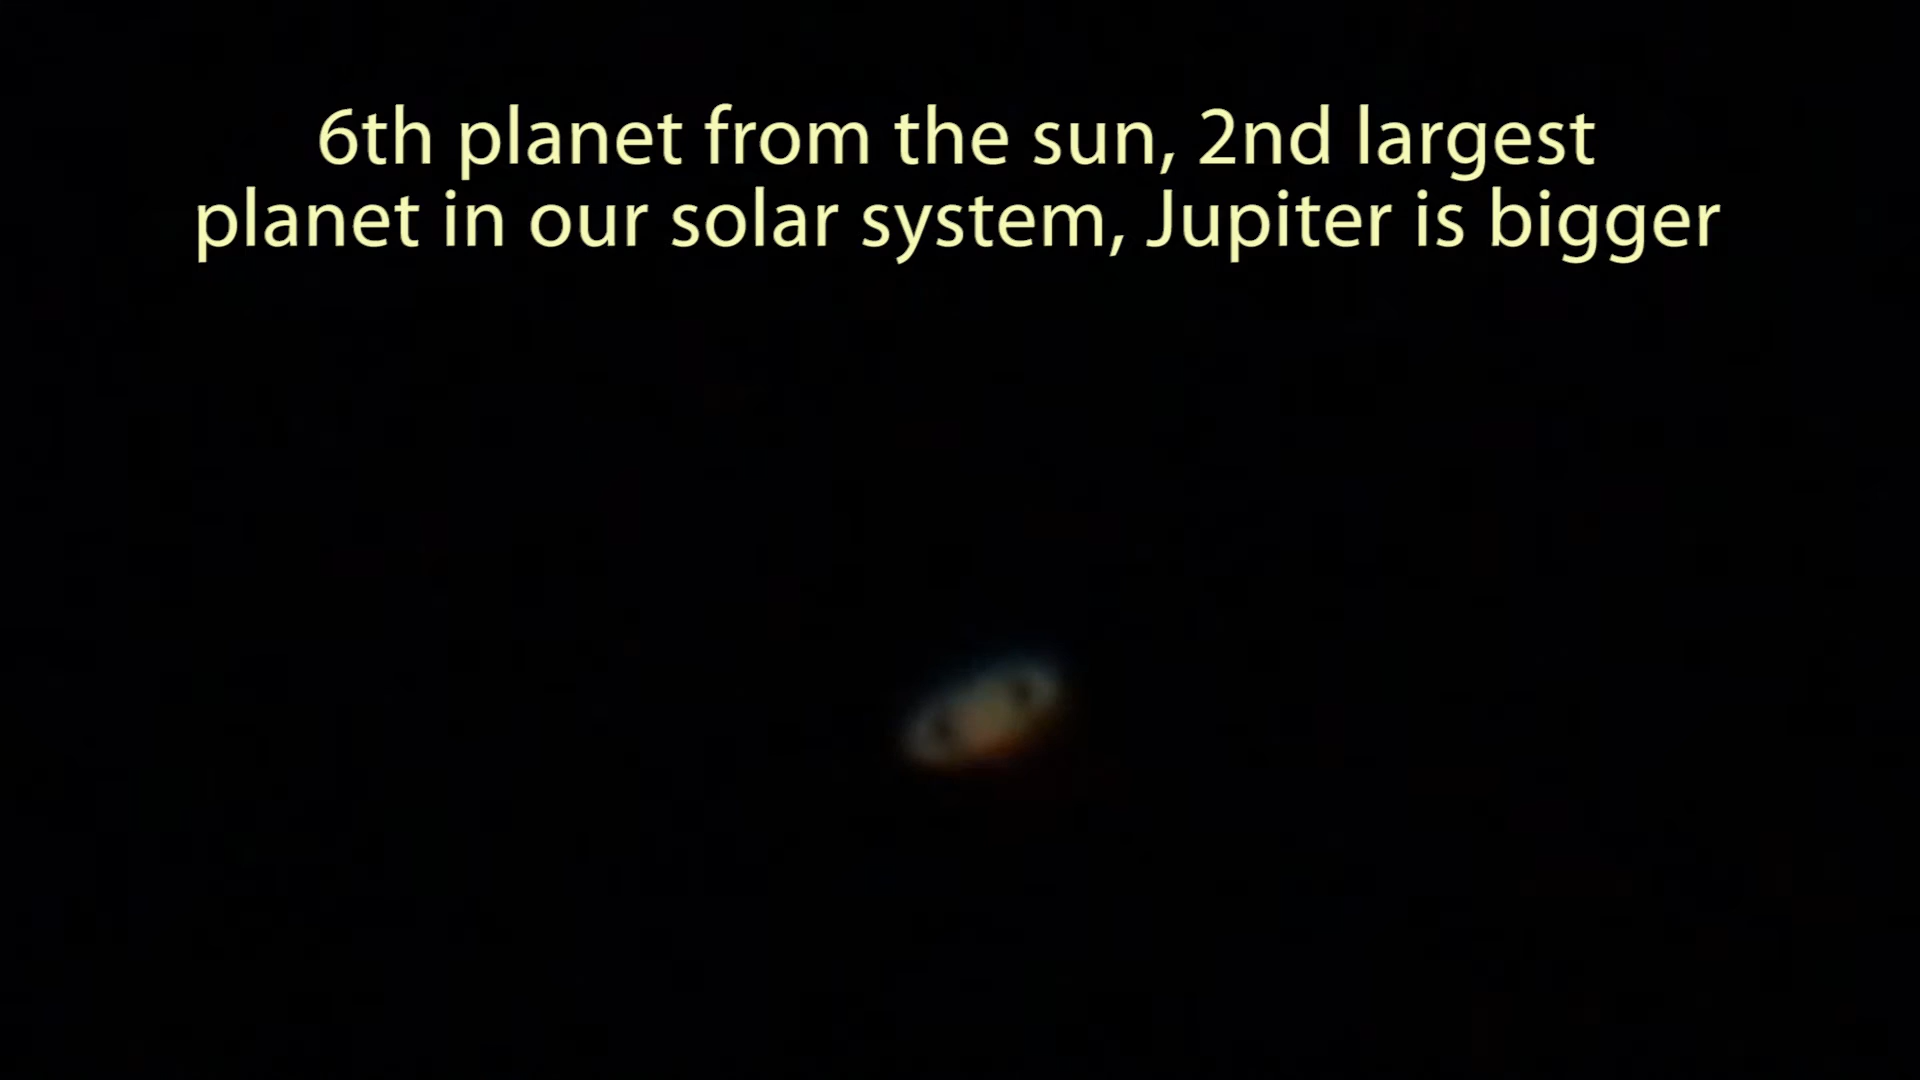 6th planet from the sun, 2nd largest
planet in our solar system, Jupiter is bigger